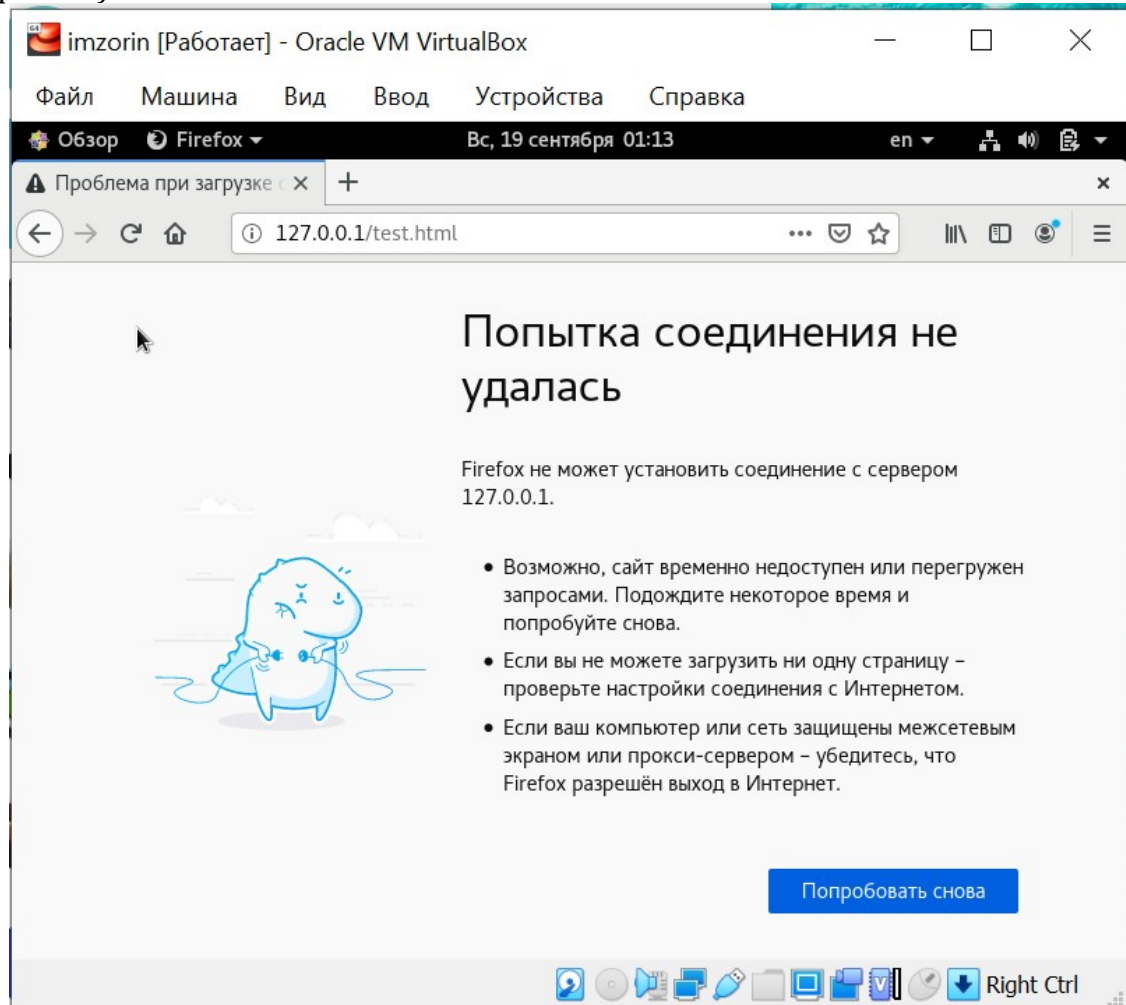 64
imzorin [Работает] - Oracle VM VirtualBox
Файл Машина Вид Ввод Устройства Справка
Обзор Firefox Вс, 19 сентября 01:13 en
Проблема при загрузке с
127.0.0.1/test.html
Попытка соединения не
удалась
Firefox не может установить соединение с сервером
127.0.0.1.
• Возможно, сайт временно недоступен или перегружен
запросами. Подождите некоторое время и
попробуйте снова.
• Если вы не можете загрузить ни одну страницу –
проверьте настройки соединения с Интернетом.
• Если ваш компьютер или сеть защищены межсетевым
экраном или прокси-сервером – убедитесь, что
Firefox разрешён выход в Интернет.
Попробовать снова
Right Ctrl